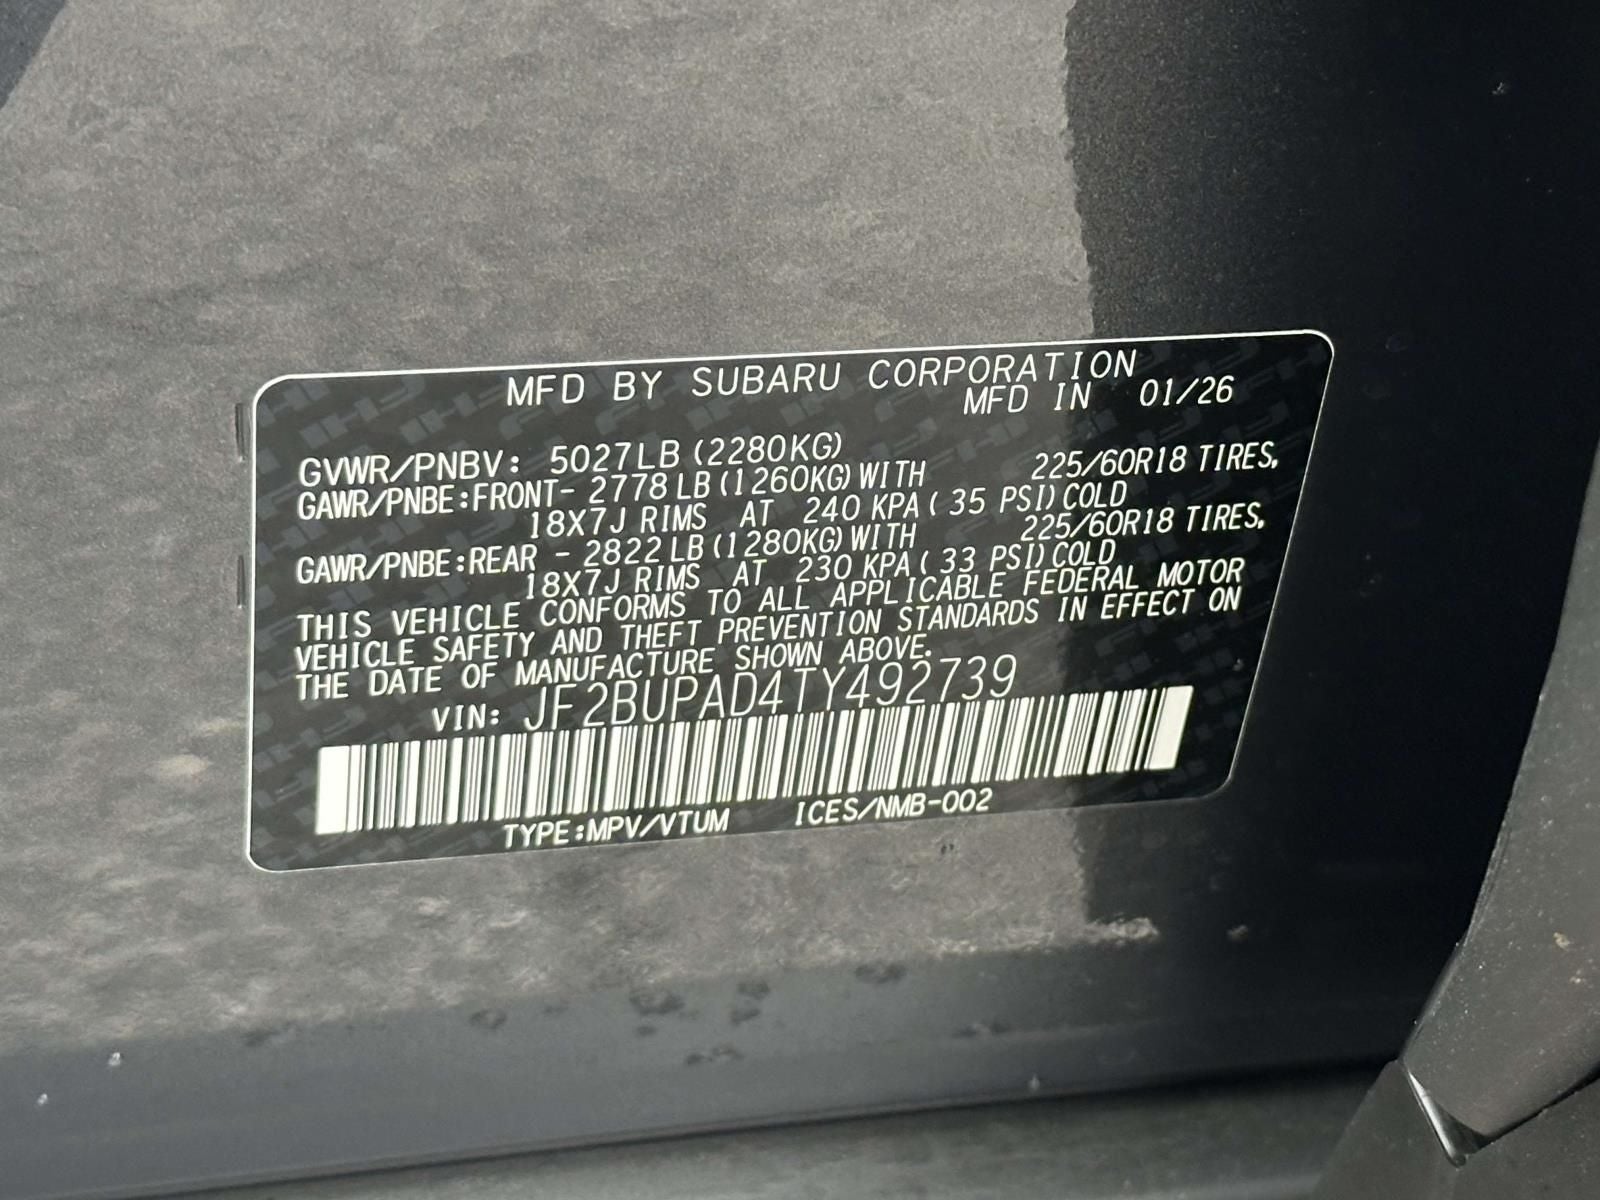 MFD BY SUBARU CORPORATION
MFD IN 01/26
GVWR/PNBV: 5027LB (2280KG)
GAWR/PNBE:FRONT- 2778 LB (1260KG) WITH 225/60R18 TIRES,
18X7J RIMS AT 240 KPA ( 35 PSI) COLD
GAWR/PNBE:REAR - 2822 LB (1280KG) WITH 225/60R18 TIRES,
18X7J RIMS AT 230 KPA ( 33 PSI) COLD
THIS VEHICLE CONFORMS TO ALL APPLICABLE FEDERAL MOTOR
VEHICLE SAFETY AND THEFT PREVENTION STANDARDS IN EFFECT ON
THE DATE OF MANUFACTURE SHOWN ABOVE.
VIN: JF2BUPAD4TY492739
TYPE:MPV/VTUM ICES/NMB-002